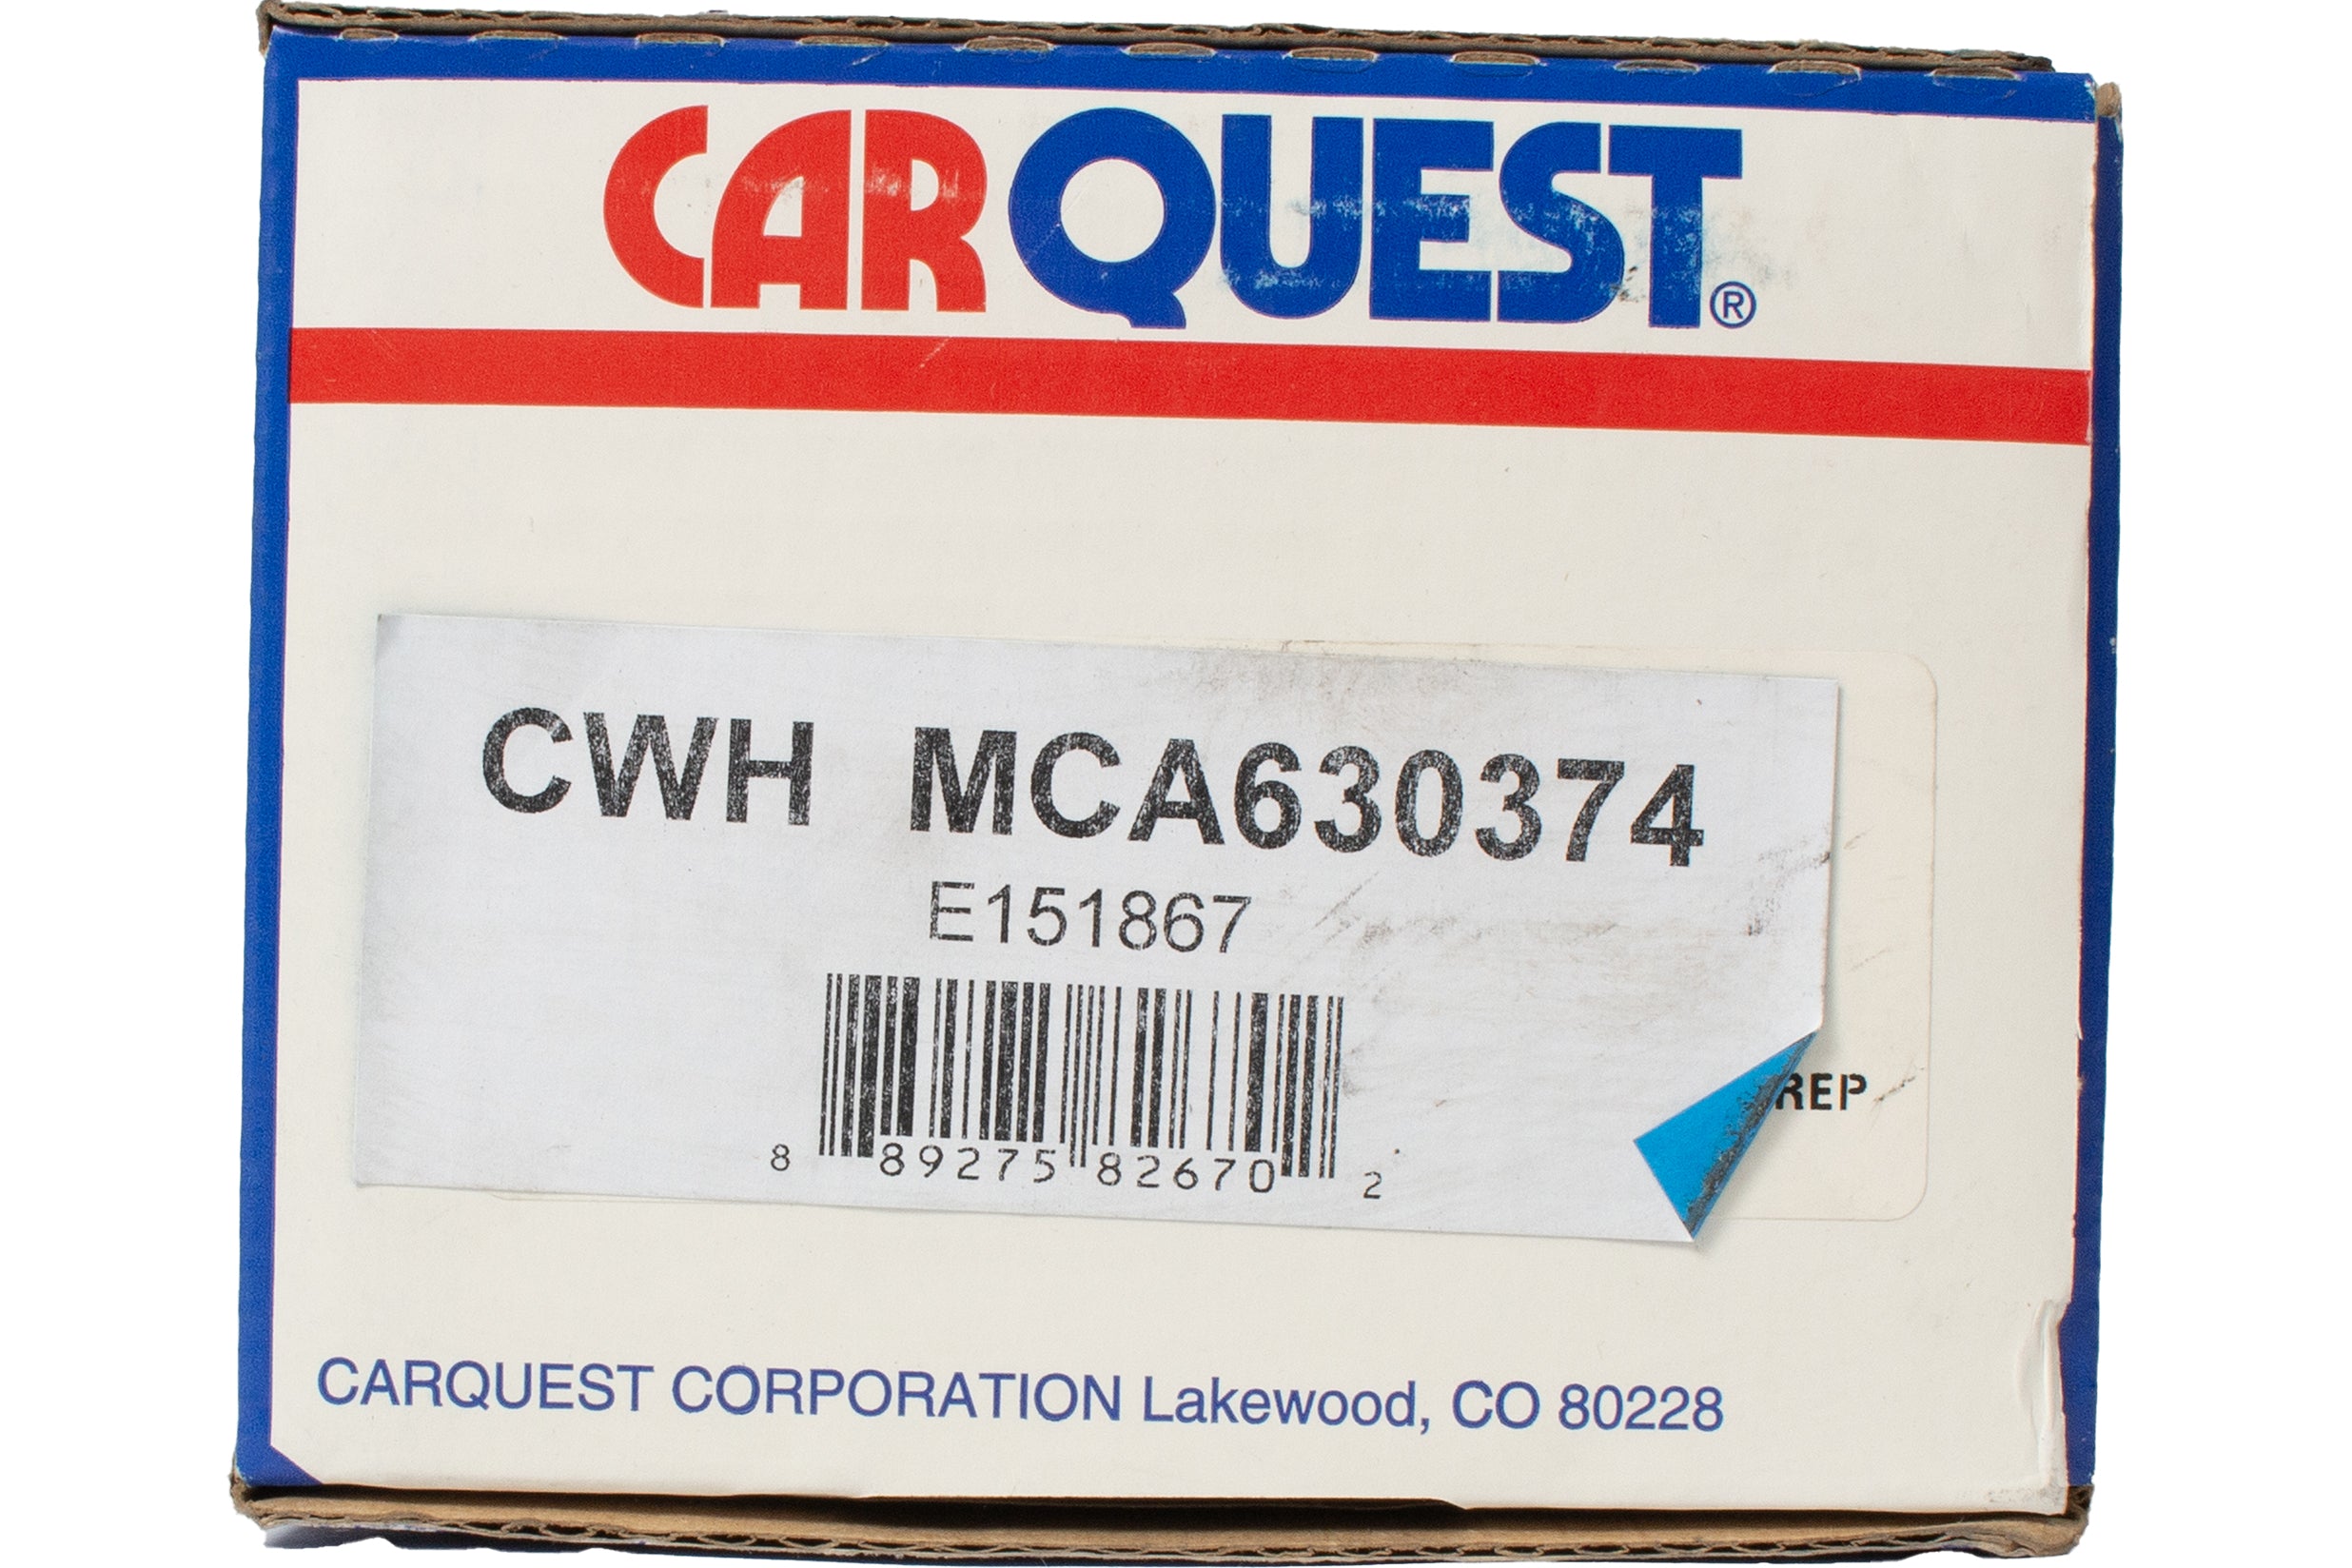 CARQUEST®
CWH MCA630374
E151867
8 89275 82670 2
REP
CARQUEST CORPORATION Lakewood, CO 80228